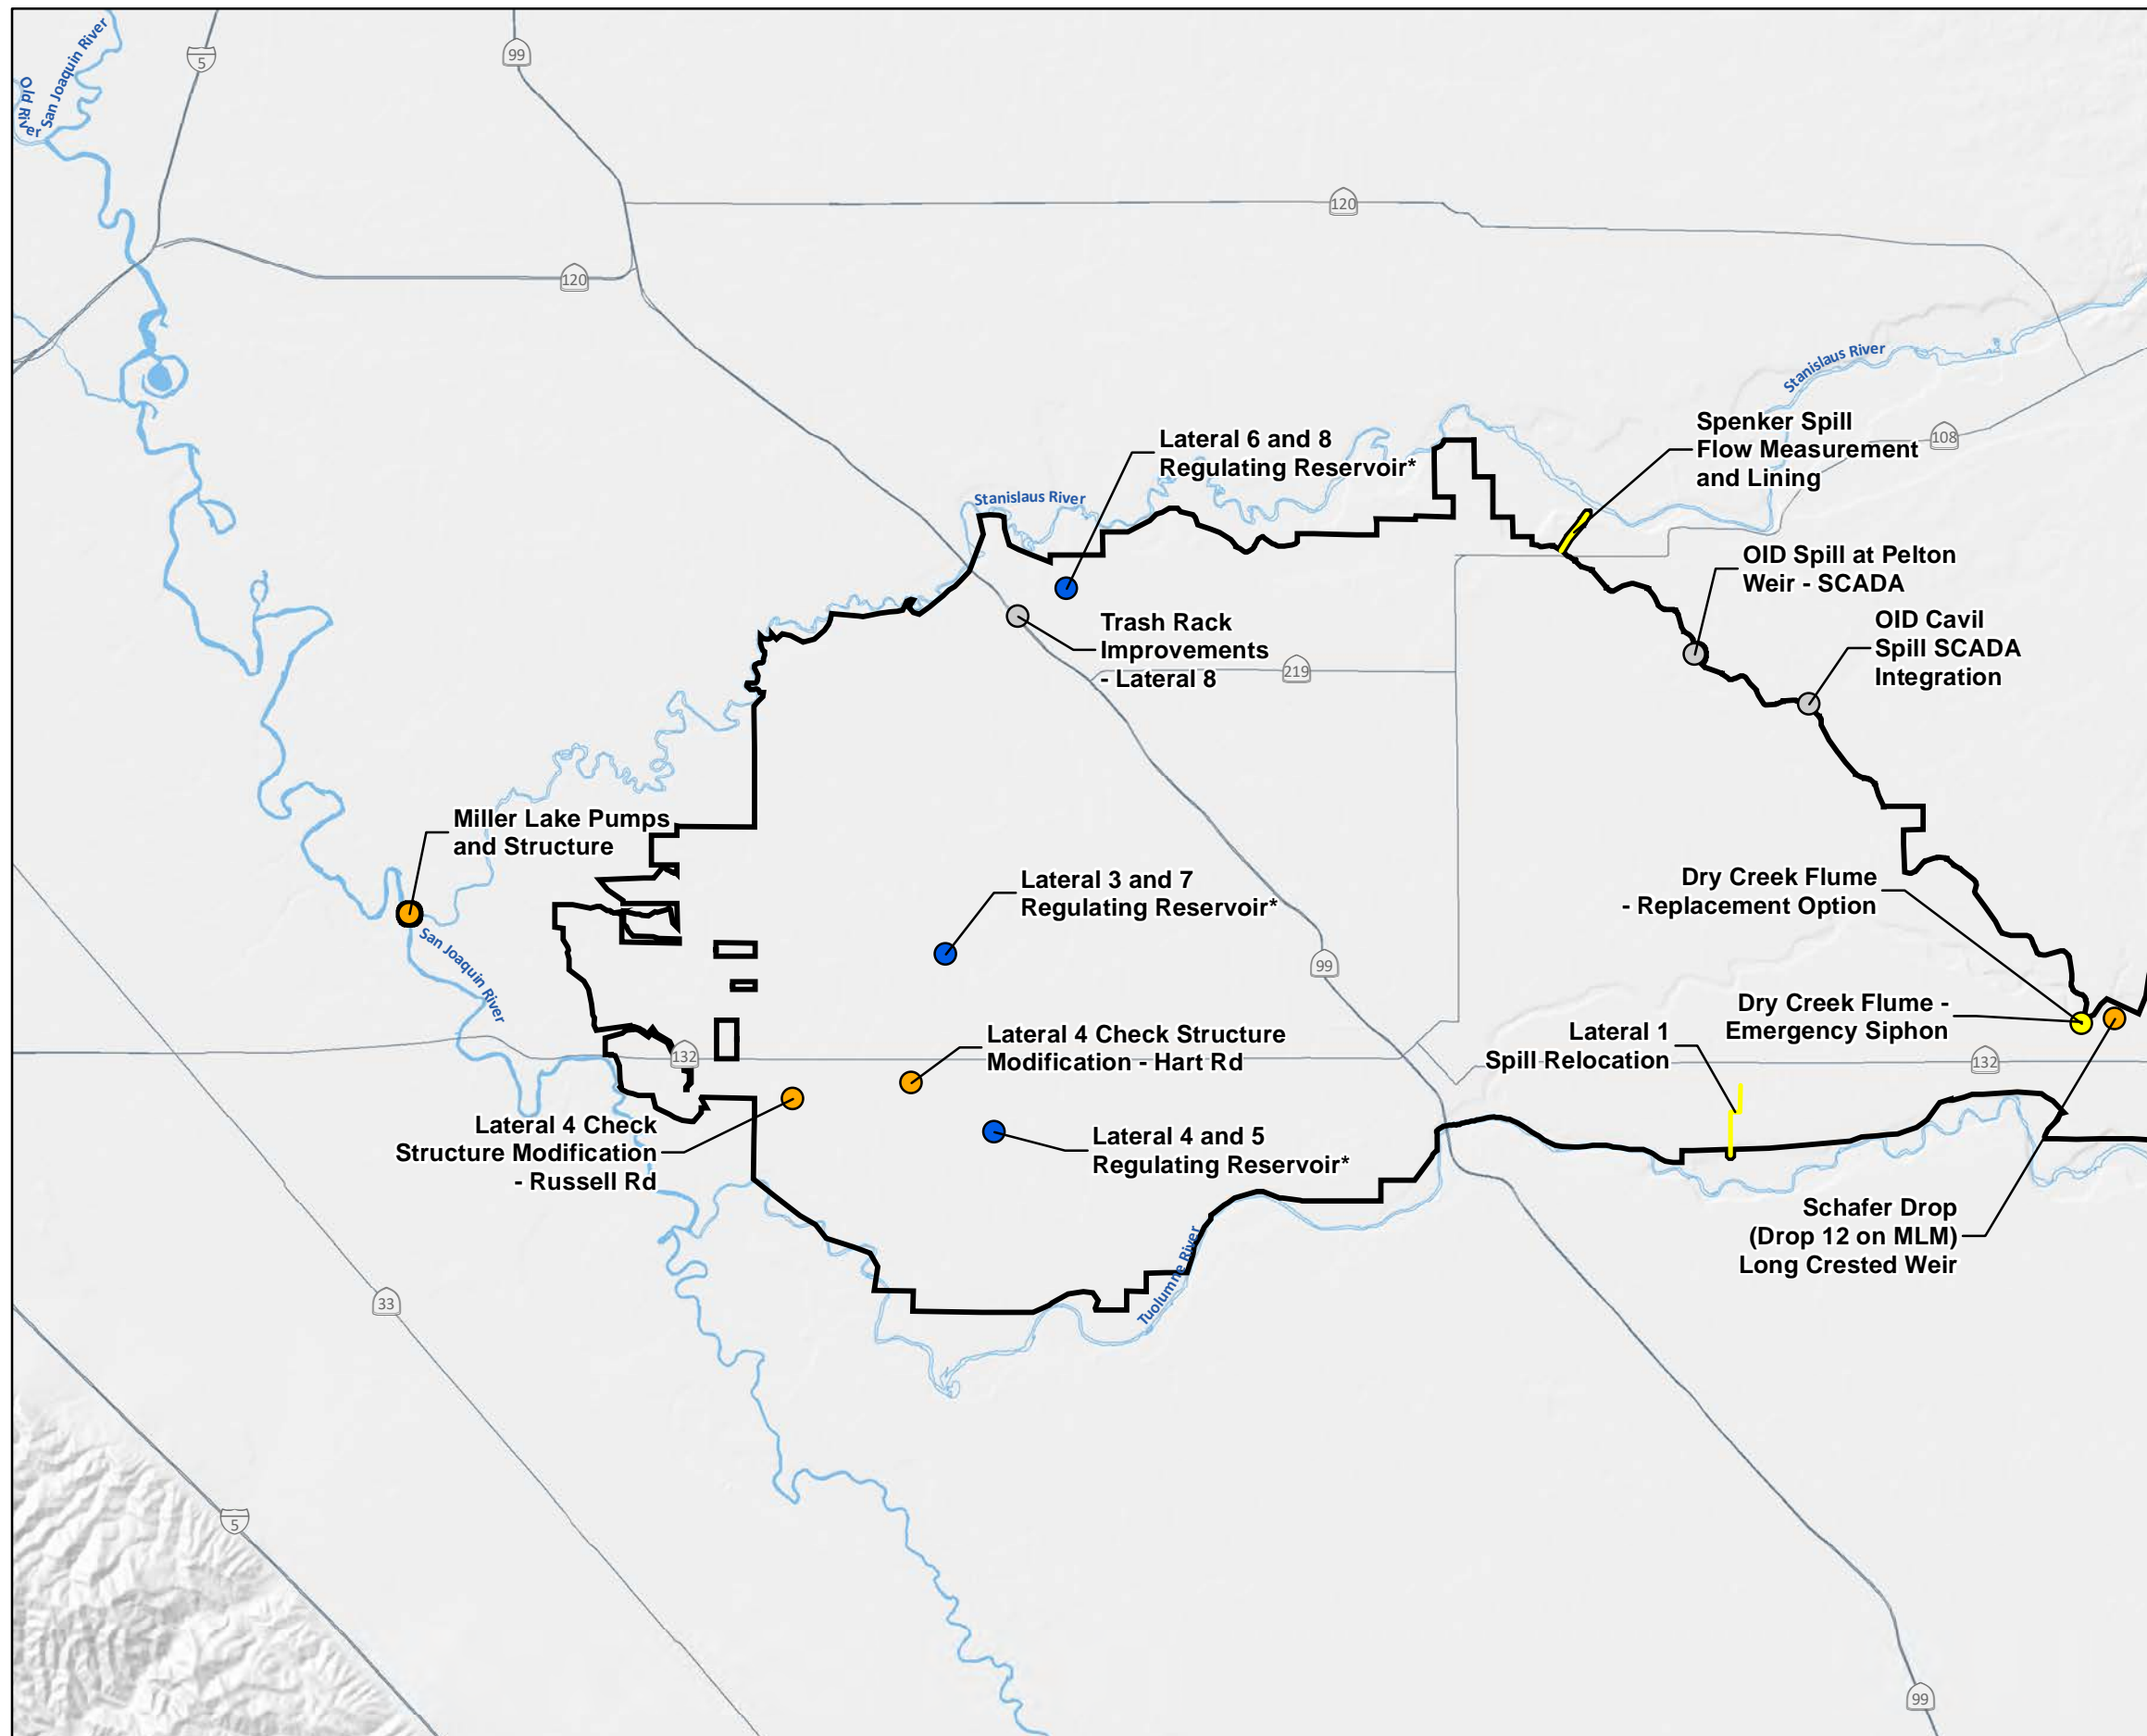 Old River
San Joaquin River
5
99
120
120
Stanislaus River
108
Spenker Spill
Flow Measurement
and Lining
Lateral 6 and 8
Regulating Reservoir*
Stanislaus River
OID Spill at Pelton
Weir - SCADA
OID Cavil
Spill SCADA
Integration
Trash Rack
Improvements
- Lateral 8
219
Miller Lake Pumps
and Structure
San Joaquin River
Lateral 3 and 7
Regulating Reservoir*
99
Dry Creek Flume
- Replacement Option
Dry Creek Flume -
Emergency Siphon
Lateral 1
Spill Relocation
132
Lateral 4 Check Structure
Modification - Hart Rd
132
Lateral 4 Check
Structure Modification
- Russell Rd
Lateral 4 and 5
Regulating Reservoir*
Schafer Drop
(Drop 12 on MLM)
Long Crested Weir
Tuolumne River
33
5
99